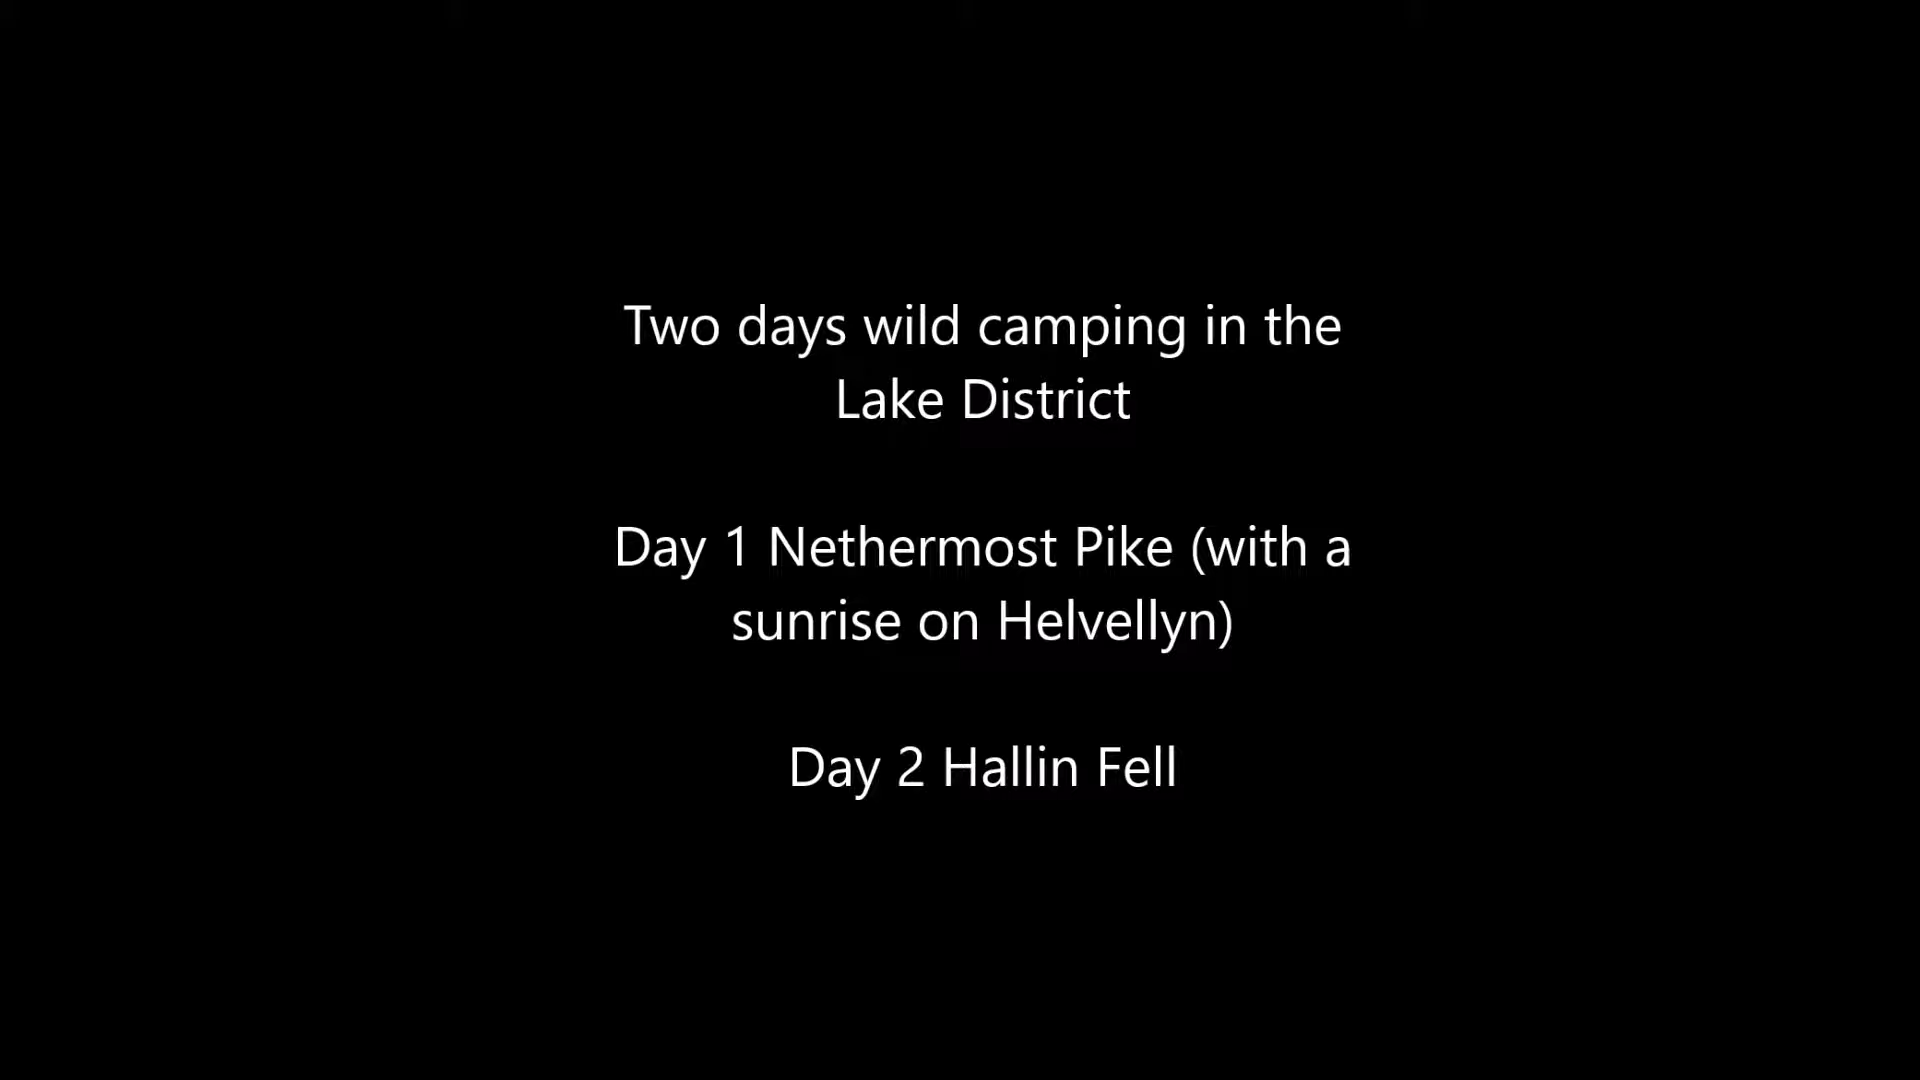 Two days wild camping in the
Lake District
Day 1 Nethermost Pike (with a
sunrise on Helvellyn)
Day 2 Hallin Fell